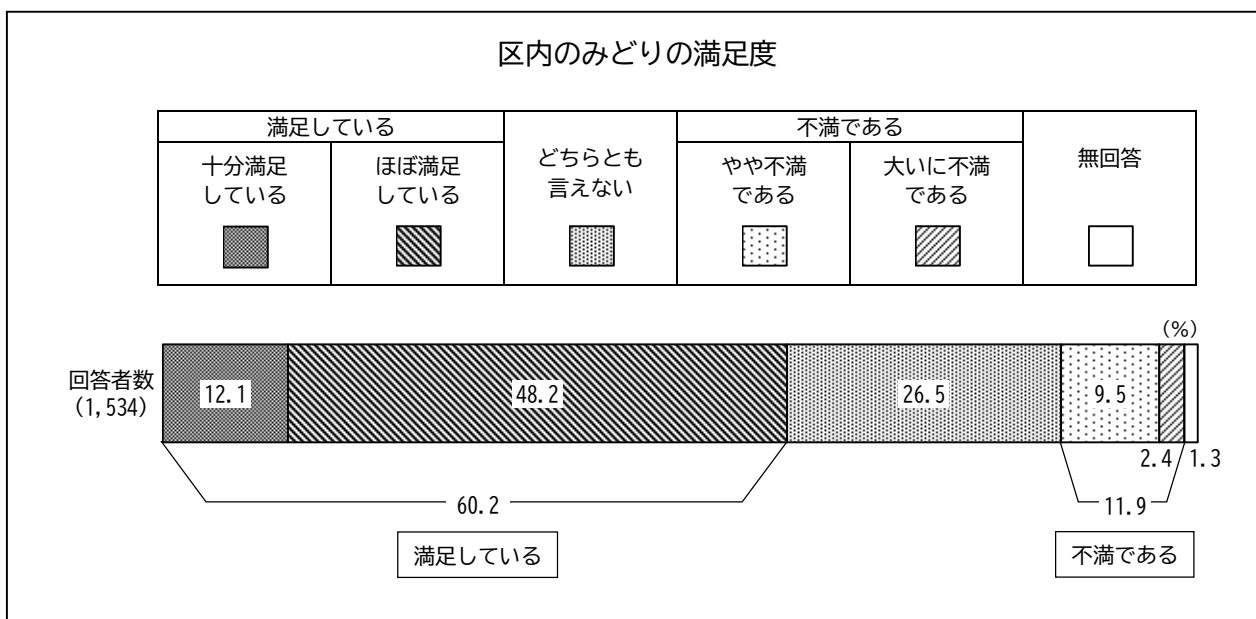 区内のみどりの満足度
満足している
不満である
十分満足
している
ほぼ満足
している
どちらとも
言えない
やや不満
である
大いに不満
である
無回答
(%)
回答者数
(1,534)
12.1
48.2
26.5
9.5
2.4
1.3
60.2
11.9
満足している
不満である